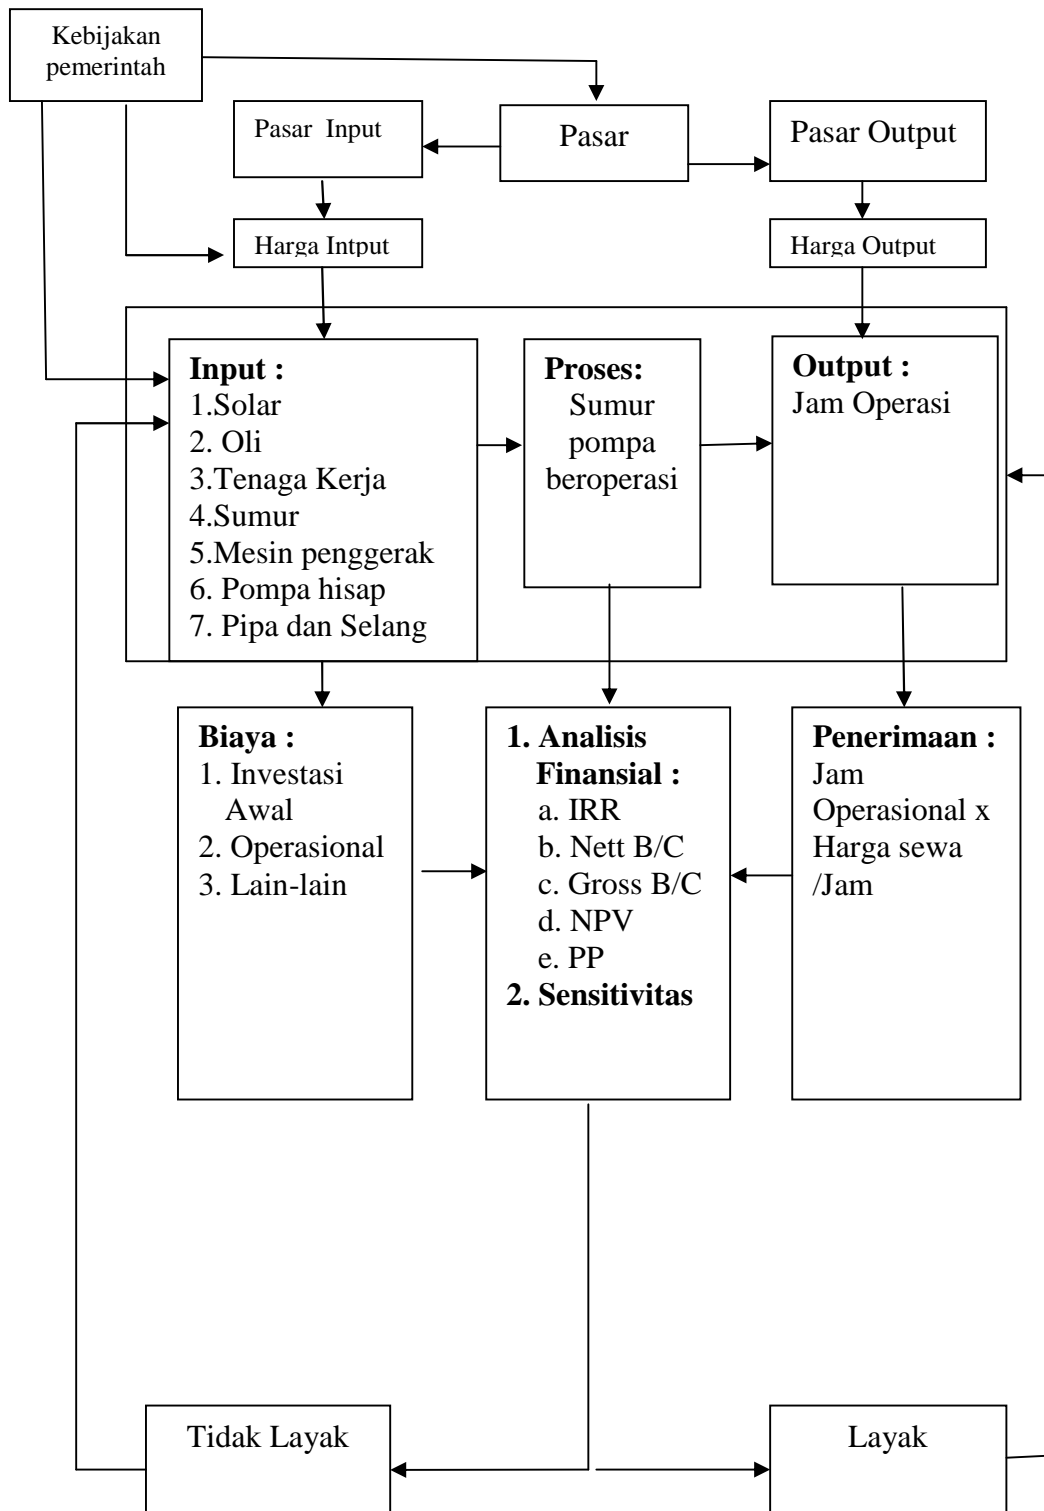 Kebijakan
pemerintah
Pasar Input
Pasar
Pasar Output
Harga Intput
Harga Output
Input :
1.Solar
2. Oli
3.Tenaga Kerja
4.Sumur
5.Mesin penggerak
6. Pompa hisap
7. Pipa dan Selang
Proses:
Sumur
pompa
beroperasi
Output :
Jam Operasi
Biaya :
1. Investasi
Awal
2. Operasional
3. Lain-lain
1. Analisis
Finansial :
a. IRR
b. Nett B/C
c. Gross B/C
d. NPV
e. PP
2. Sensitivitas
Penerimaan :
Jam
Operasional x
Harga sewa
/Jam
Tidak Layak
Layak